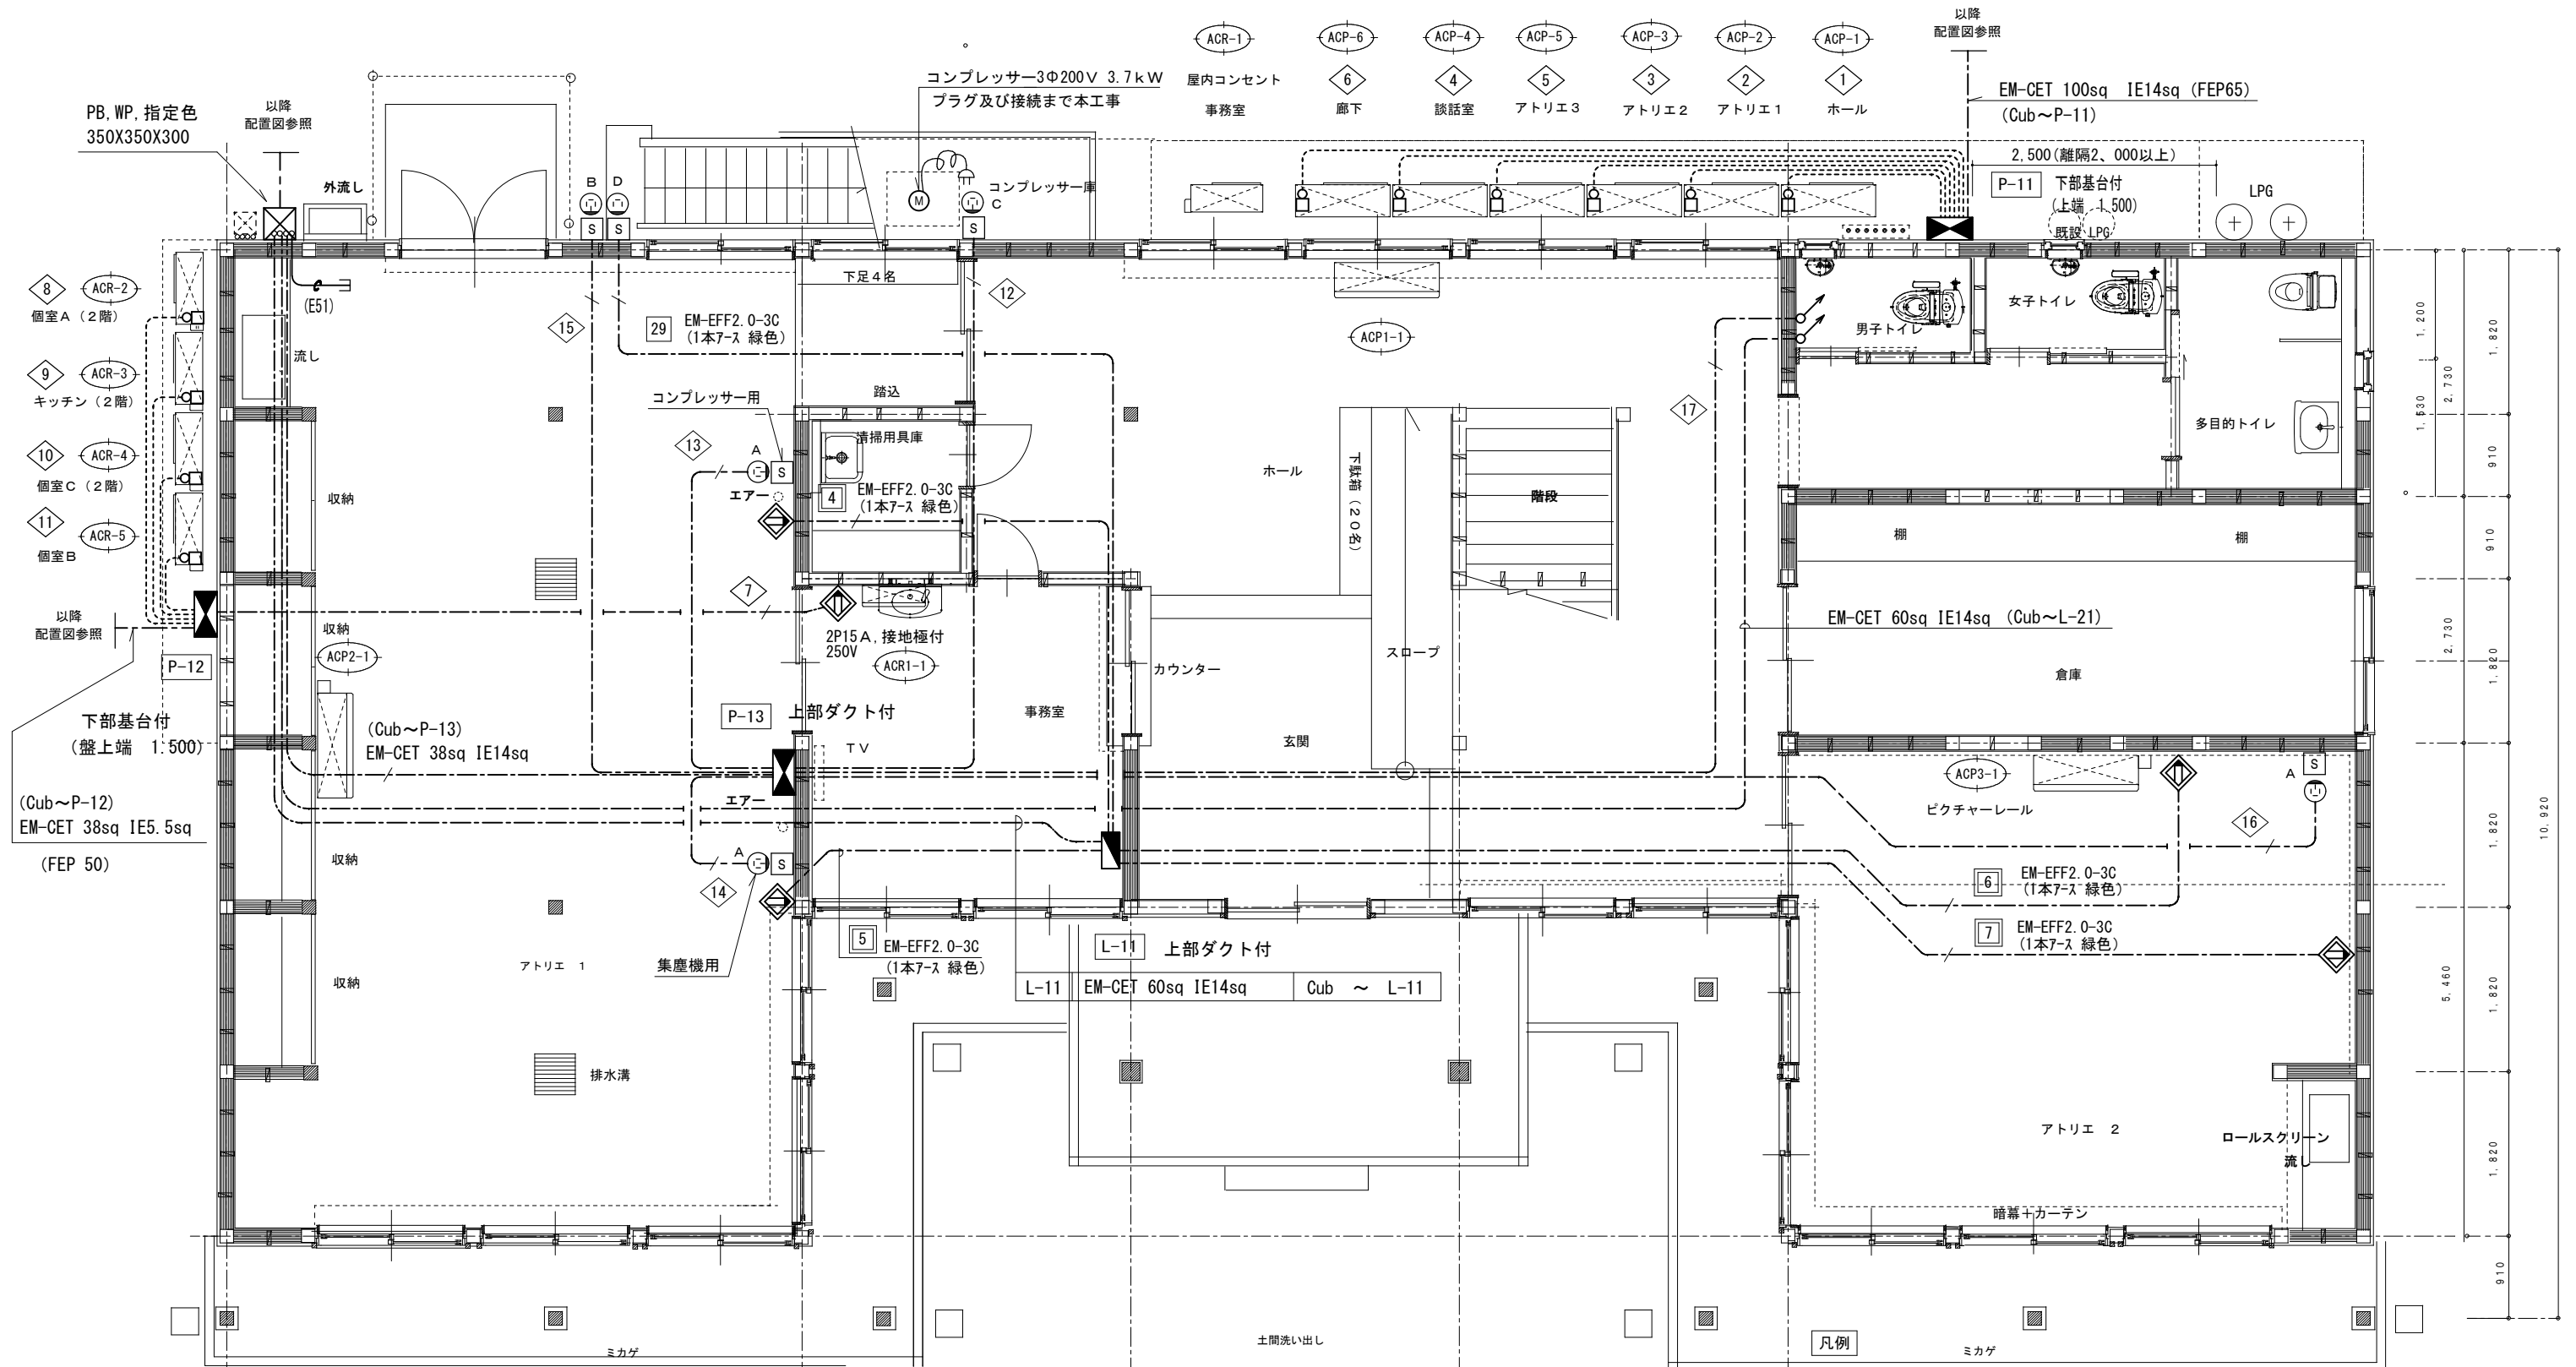 ACR-1
ACP-6
ACP-4
ACP-5
ACP-3
ACP-2
ACP-1
屋内コンセント
6
4
5
3
2
1
事務室
廊下
談話室
アトリエ3
アトリエ2
アトリエ1
ホール
以降
配置図参照
EM-CET 100sq IE14sq (FEP65)
(Cub～P-11)
コンプレッサー3Φ200V 3.7kW
プラグ及び接続まで本工事
PB,WP,指定色
350X350X300
以降
配置図参照
外流し
B
D
S
S
M
コンプレッサー庫
C
S
2,500(離隔2、000以上)
P-11
下部基台付
(上端 1.500)
LPG
既設 LPG
8
ACR-2
個室A（2階）
9
ACR-3
キッチン（2階）
10
ACR-4
個室C（2階）
11
ACR-5
個室B
(E51)
流し
15
29
EM-EFF2.0-3C
(1本アース 緑色)
下足4名
12
踏込
ACP1-1
男子トイレ
女子トイレ
多目的トイレ
17
コンプレッサー用
13
A
S
エアー
清掃用具庫
4
EM-EFF2.0-3C
(1本アース 緑色)
ホール
下駄箱（20名）
階段
収納
棚
棚
7
2P15A,接地極付
250V
ACR1-1
以降
配置図参照
P-12
収納
ACP2-1
カウンター
スロープ
EM-CET 60sq IE14sq (Cub～L-21)
倉庫
下部基台付
(盤上端 1.500)
(Cub～P-13)
EM-CET 38sq IE14sq
P-13
上部ダクト付
TV
事務室
玄関
(Cub～P-12)
EM-CET 38sq IE5.5sq
(FEP 50)
エアー
A
S
14
収納
ACP3-1
ピクチャーレール
S
A
16
6
EM-EFF2.0-3C
(1本アース 緑色)
7
EM-EFF2.0-3C
(1本アース 緑色)
5
EM-EFF2.0-3C
(1本アース 緑色)
集塵機用
アトリエ 1
収納
L-11
上部ダクト付
L-11 EM-CET 60sq IE14sq Cub ～ L-11
排水溝
アトリエ 2
ロールスクリーン
流し
暗幕+カーテン
1,200
1,530
2,730
1,820
910
910
2,730
1,820
1,820
5,460
1,820
1,820
910
10,920
土間洗い出し
凡例
ミカゲ
ミカゲ